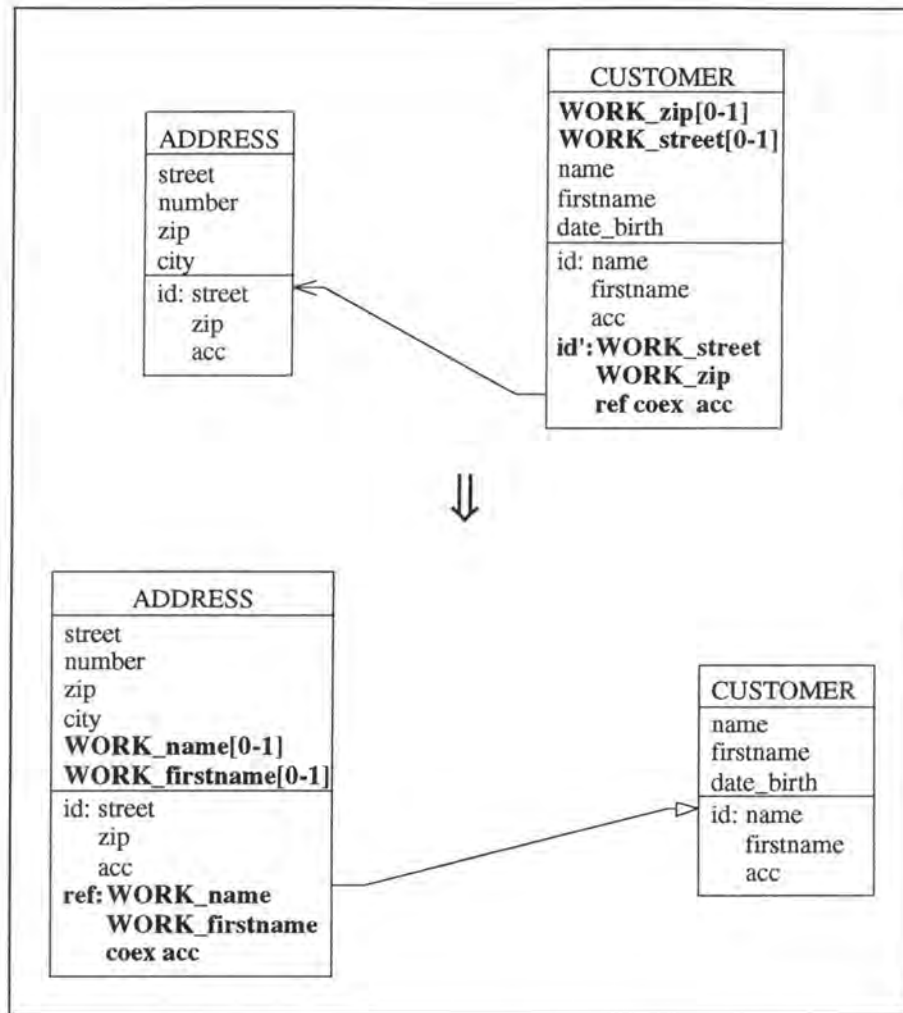 ADDRESS
street
number
zip
city
id: street
zip
acc
CUSTOMER
WORK_zip[0-1]
WORK_street[0-1]
name
firstname
date_birth
id: name
firstname
acc
id':WORK_street
WORK_zip
ref coex acc
⇓
ADDRESS
street
number
zip
city
WORK_name[0-1]
WORK_firstname[0-1]
id: street
zip
acc
ref: WORK_name
WORK_firstname
coex acc
CUSTOMER
name
firstname
date_birth
id: name
firstname
acc